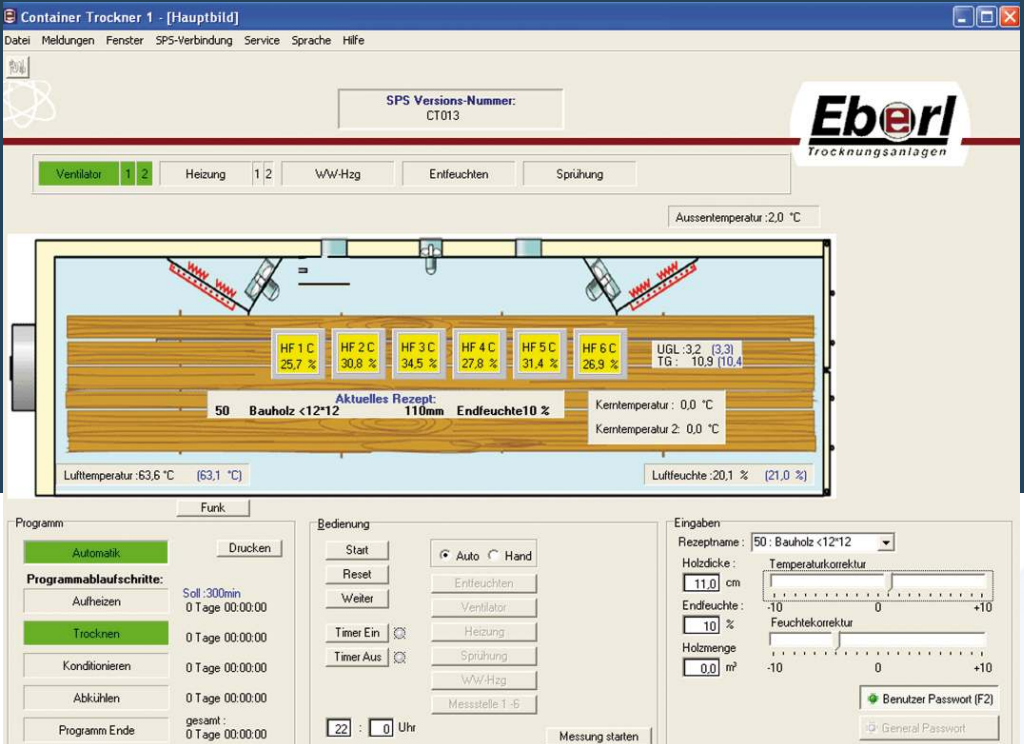 Container Trockner 1 - [Hauptbild]
Datei Meldungen Fenster SPS-Verbindung Service Sprache Hilfe
SPS Versions-Nummer:
CT013
Eberl
Trocknungsanlagen
Ventilator 1 2 Heizung 1 2 WW-Hzg Entfeuchten Sprühung
Aussentemperatur :2,0 °C
HF 1 C HF 2 C HF 3 C HF 4 C HF 5 C HF 6 C
25,7 % 30,8 % 34,5 % 27,8 % 31,4 % 26,9 %
UGL :3,2 (3,3)
TG : 10,9 (10,4
Aktuelles Rezept:
50 Bauholz <12*12 110mm Endfeuchte10 %
Kerntemperatur : 0,0 °C
Kerntemperatur 2: 0,0 °C
Lufttemperatur :63,6 °C (63,1 °C)
Luftfeuchte :20,1 % (21,0 %)
Funk
Programm
Automatik Drucken
Programmablaufschritte:
Aufheizen
Soll :300min
0 Tage 00:00:00
Trocknen 0 Tage 00:00:00
Konditionieren 0 Tage 00:00:00
Abkühlen 0 Tage 00:00:00
Programm Ende
gesamt :
0 Tage 00:00:00
Bedienung
Start
Reset
Weiter
Timer Ein
Timer Aus
22 : 0 Uhr
Auto Hand
Entfeuchten
Ventilator
Heizung
Sprühung
WW-Hzg
Messstelle 1 -6
Messung starten
Eingaben
Rezeptname : 50 : Bauholz <12*12
Holzdicke :
11,0 cm
Endfeuchte :
10 %
Holzmenge
0,0 m³
Temperaturkorrektur
-10 0 +10
Feuchtekorrektur
-10 0 +10
Benutzer Passwort (F2)
General Passwort